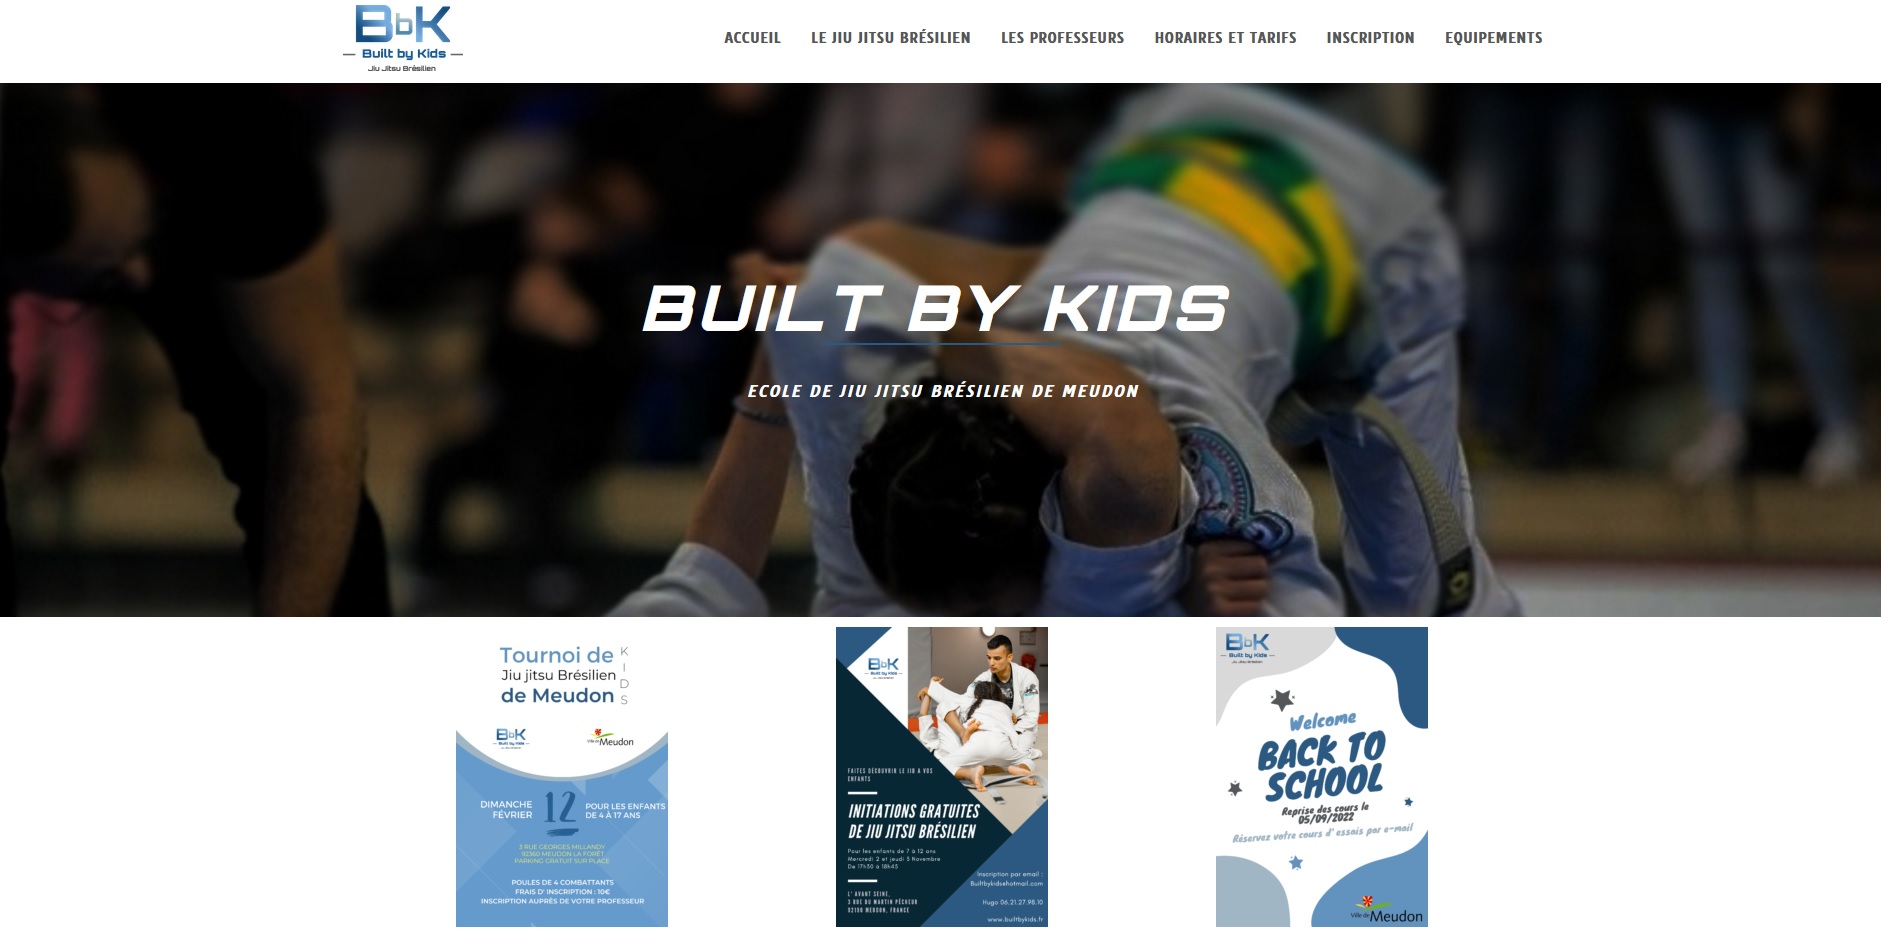 BbK
Built by Kids
Jiu Jitsu Brésilien
ACCUEIL LE JIU JITSU BRÉSILIEN LES PROFESSEURS HORAIRES ET TARIFS INSCRIPTION EQUIPEMENTS
BUILT BY KIDS
ECOLE DE JIU JITSU BRÉSILIEN DE MEUDON
Tournoi de
Jiu jitsu Brésilien
de Meudon
KIDS
BbK
Built by Kids
Ville de Meudon
DIMANCHE
FÉVRIER
12
POUR LES ENFANTS
DE 4 À 17 ANS
3 RUE GEORGES MILLANDY
92360 MEUDON LA FORÊT
PARKING GRATUIT SUR PLACE
POULES DE 4 COMBATTANTS
FRAIS D' INSCRIPTION : 10€
INSCRIPTION AUPRÈS DE VOTRE PROFESSEUR
BbK
Built by Kids
FAITES DÉCOUVRIR LE JJB A VOS
ENFANTS
INITIATIONS GRATUITES
DE JIU JITSU BRÉSILIEN
Pour les enfants de 7 à 12 ans
Mercredi 2 et jeudi 3 Novembre
De 17h30 à 18h45
L' AVANT SEINE,
3 RUE DU MARTIN PÊCHEUR
92190 MEUDON, FRANCE
Inscription par email :
Builtbykids@hotmail.com
Hugo 06.21.27.98.10
www.builtbykids.fr
BbK
Built by Kids
Jiu Jitsu Brésilien
Welcome
BACK TO
SCHOOL
Reprise des cours le
05/09/2022
Réservez votre cours d' essais par e-mail
Ville de Meudon